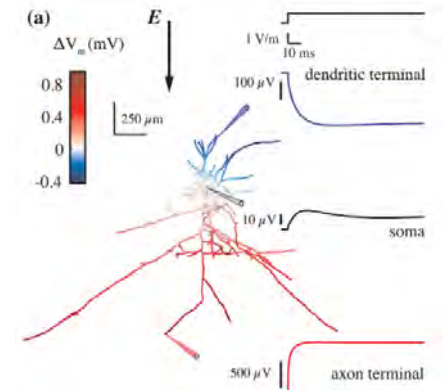 (a)
E
ΔVm (mV)
0.8
0.4
0
-0.4
250 μm
1 V/m
10 ms
100 μV
dendritic terminal
10 μV
soma
500 μV
axon terminal